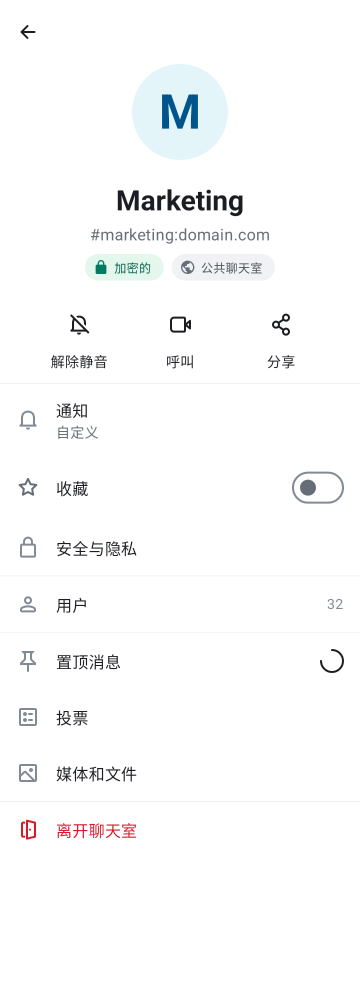 M
Marketing
#marketing:domain.com
加密的
公共聊天室
解除静音
呼叫
分享
通知
自定义
收藏
安全与隐私
用户
32
置顶消息
投票
媒体和文件
离开聊天室